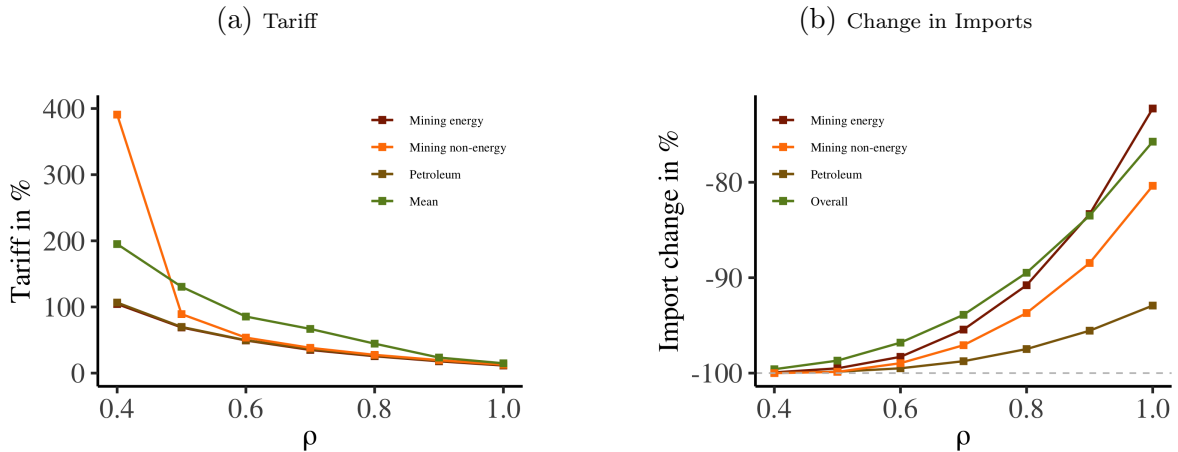 (a) Tariff
Tariff in %
400
300
200
100
0
Mining energy
Mining non-energy
Petroleum
Mean
0.4 0.6 0.8 1.0
ρ
(b) Change in Imports
Import change in %
-80
-90
-100
Mining energy
Mining non-energy
Petroleum
Overall
0.4 0.6 0.8 1.0
ρ